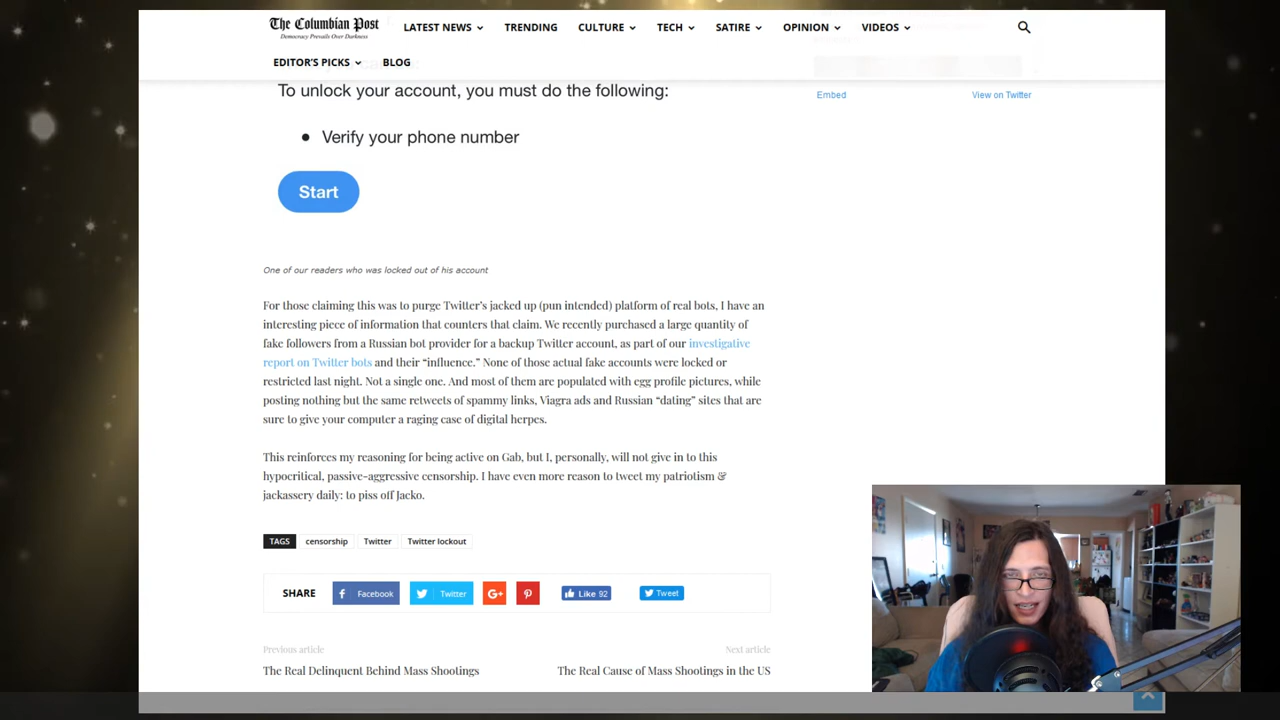 The Columbian Post
Democracy Prevails Over Darkness
LATEST NEWS
TRENDING
CULTURE
TECH
SATIRE
OPINION
VIDEOS
EDITOR'S PICKS
BLOG
Embed
View on Twitter
To unlock your account, you must do the following:
● Verify your phone number
Start
One of our readers who was locked out of his account
For those claiming this was to purge Twitter's jacked up (pun intended) platform of real bots, I have an
interesting piece of information that counters that claim. We recently purchased a large quantity of
fake followers from a Russian bot provider for a backup Twitter account, as part of our investigative
report on Twitter bots and their “influence.” None of those actual fake accounts were locked or
restricted last night. Not a single one. And most of them are populated with egg profile pictures, while
posting nothing but the same retweets of spammy links, Viagra ads and Russian “dating” sites that are
sure to give your computer a raging case of digital herpes.
This reinforces my reasoning for being active on Gab, but I, personally, will not give in to this
hypocritical, passive-aggressive censorship. I have even more reason to tweet my patriotism &
jackassery daily: to piss off Jacko.
TAGS censorship Twitter Twitter lockout
SHARE Facebook Twitter G+ Like 92 Tweet
Previous article
Next article
The Real Delinquent Behind Mass Shootings
The Real Cause of Mass Shootings in the US